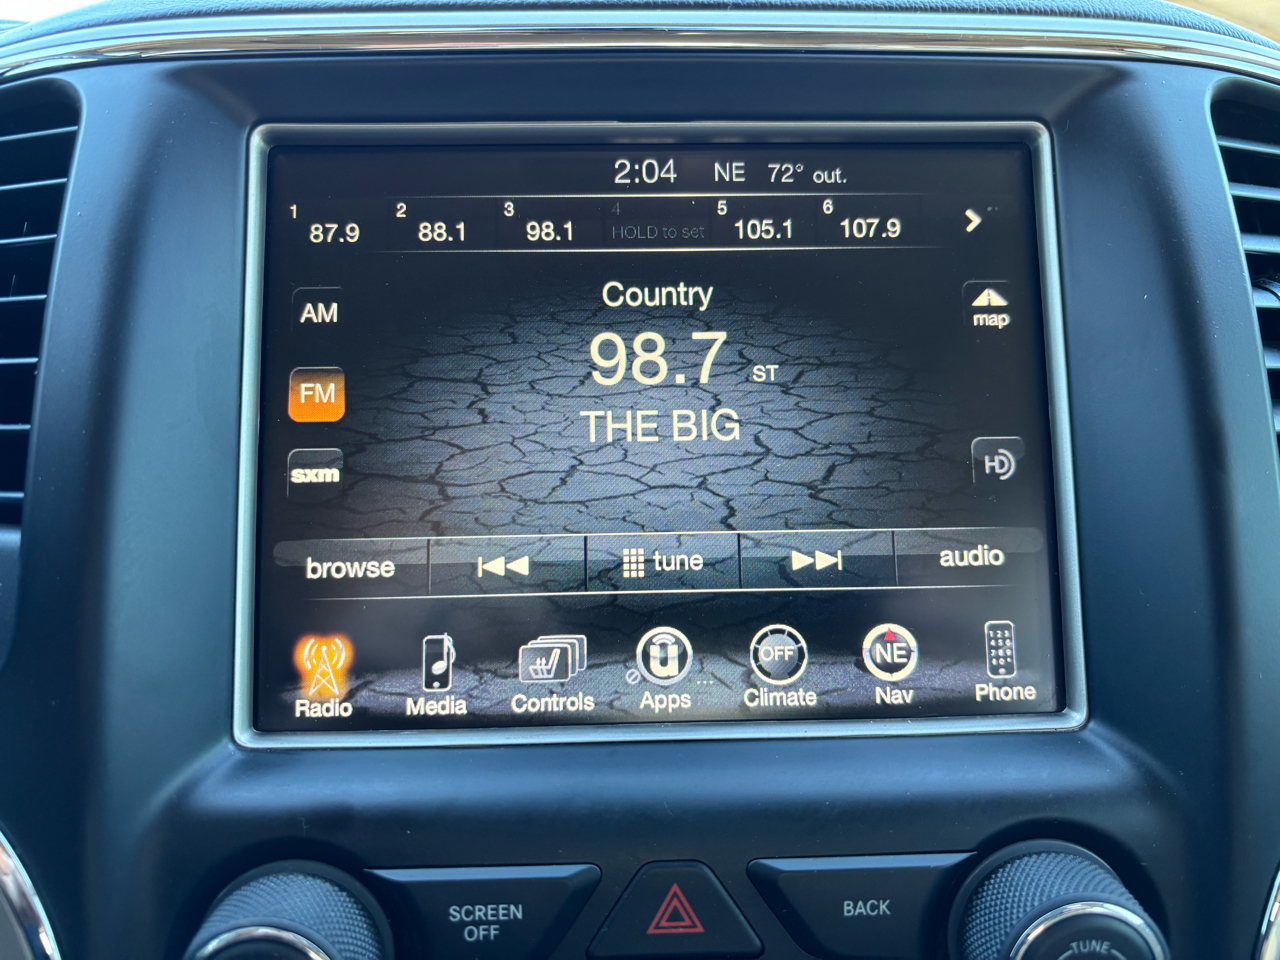 2:04 NE 72° out.
1 87.9 2 88.1 3 98.1 4 HOLD to set 5 105.1 6 107.9
AM
Country
map
98.7 ST
FM
THE BIG
sxm
HD
browse tune audio
OFF NE
Radio Media Controls Apps Climate Nav Phone
SCREEN
OFF
BACK
TUNE